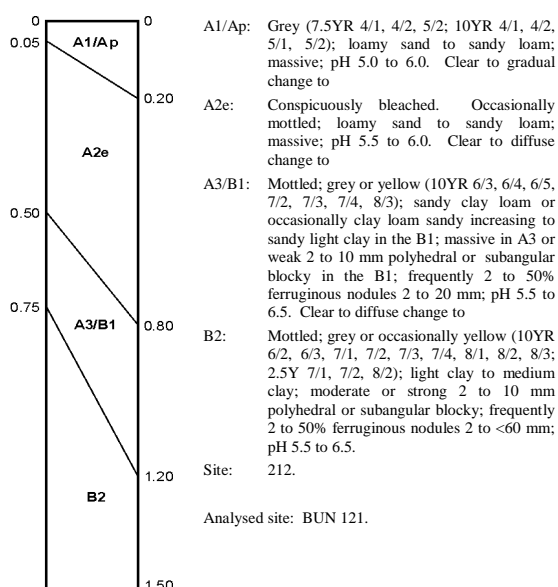 0
0
0.05
A1/Ap
0.20
A2e
0.50
0.75
A3/B1
0.80
1.20
B2
1.50
A1/Ap: Grey (7.5YR 4/1, 4/2, 5/2; 10YR 4/1, 4/2,
5/1, 5/2); loamy sand to sandy loam;
massive; pH 5.0 to 6.0. Clear to gradual
change to
A2e: Conspicuously bleached. Occasionally
mottled; loamy sand to sandy loam;
massive; pH 5.5 to 6.0. Clear to diffuse
change to
A3/B1: Mottled; grey or yellow (10YR 6/3, 6/4, 6/5,
7/2, 7/3, 7/4, 8/3); sandy clay loam or
occasionally clay loam sandy increasing to
sandy light clay in the B1; massive in A3 or
weak 2 to 10 mm polyhedral or subangular
blocky in the B1; frequently 2 to 50%
ferruginous nodules 2 to 20 mm; pH 5.5 to
6.5. Clear to diffuse change to
B2: Mottled; grey or occasionally yellow (10YR
6/2, 6/3, 7/1, 7/2, 7/3, 7/4, 8/1, 8/2, 8/3;
2.5Y 7/1, 7/2, 8/2); light clay to medium
clay; moderate or strong 2 to 10 mm
polyhedral or subangular blocky; frequently
2 to 50% ferruginous nodules 2 to <60 mm;
pH 5.5 to 6.5.
Site: 212.
Analysed site: BUN 121.